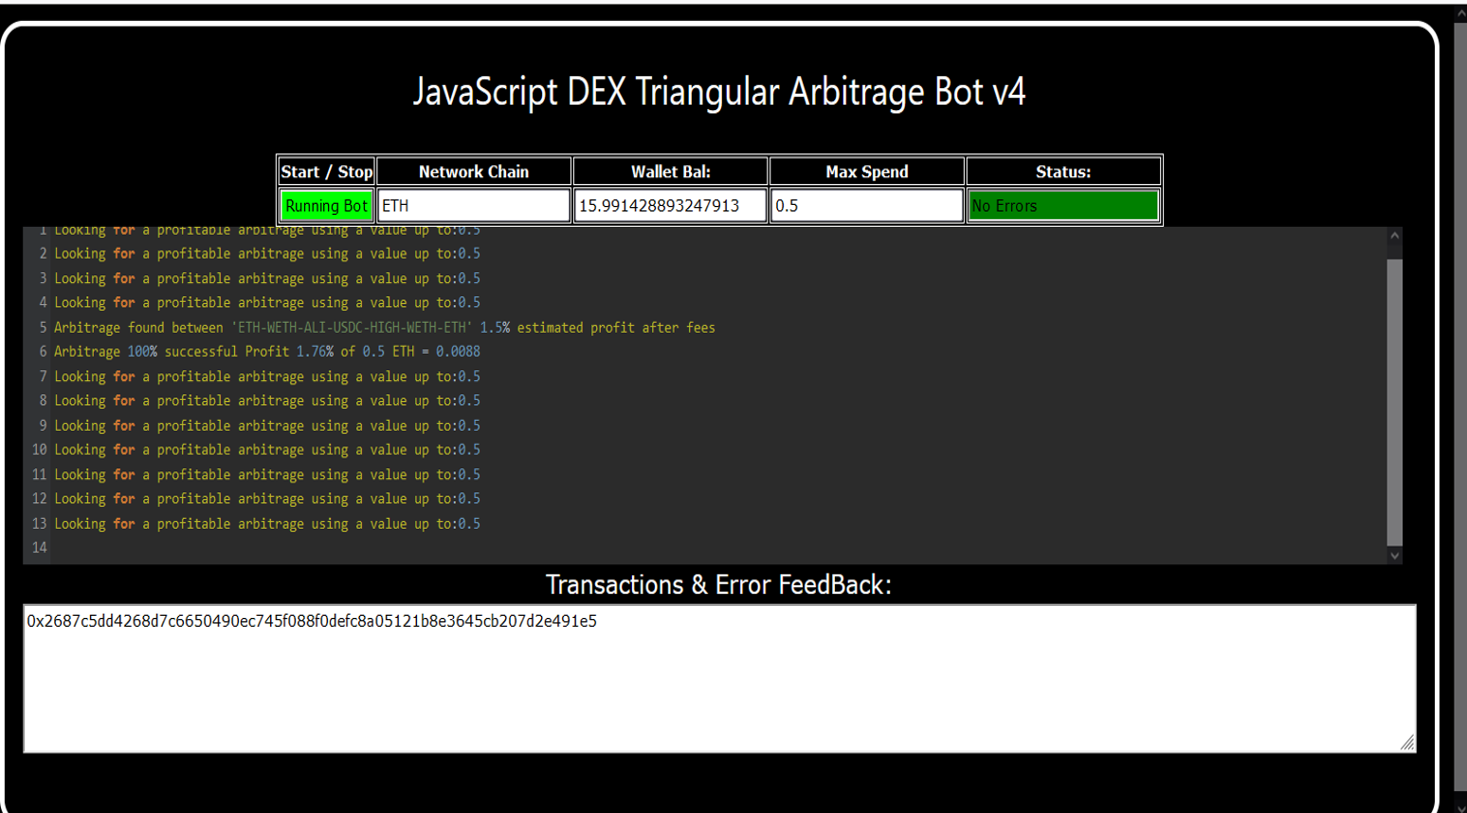 JavaScript DEX Triangular Arbitrage Bot v4
Start / Stop Network Chain Wallet Bal: Max Spend Status:
Running Bot ETH 15.991428893247913 0.5 No Errors
1 Looking for a profitable arbitrage using a value up to:0.5
2 Looking for a profitable arbitrage using a value up to:0.5
3 Looking for a profitable arbitrage using a value up to:0.5
4 Looking for a profitable arbitrage using a value up to:0.5
5 Arbitrage found between 'ETH-WETH-ALI-USDC-HIGH-WETH-ETH' 1.5% estimated profit after fees
6 Arbitrage 100% successful Profit 1.76% of 0.5 ETH = 0.0088
7 Looking for a profitable arbitrage using a value up to:0.5
8 Looking for a profitable arbitrage using a value up to:0.5
9 Looking for a profitable arbitrage using a value up to:0.5
10 Looking for a profitable arbitrage using a value up to:0.5
11 Looking for a profitable arbitrage using a value up to:0.5
12 Looking for a profitable arbitrage using a value up to:0.5
13 Looking for a profitable arbitrage using a value up to:0.5
14
Transactions & Error FeedBack:
0x2687c5dd4268d7c6650490ec745f088f0defc8a05121b8e3645cb207d2e491e5